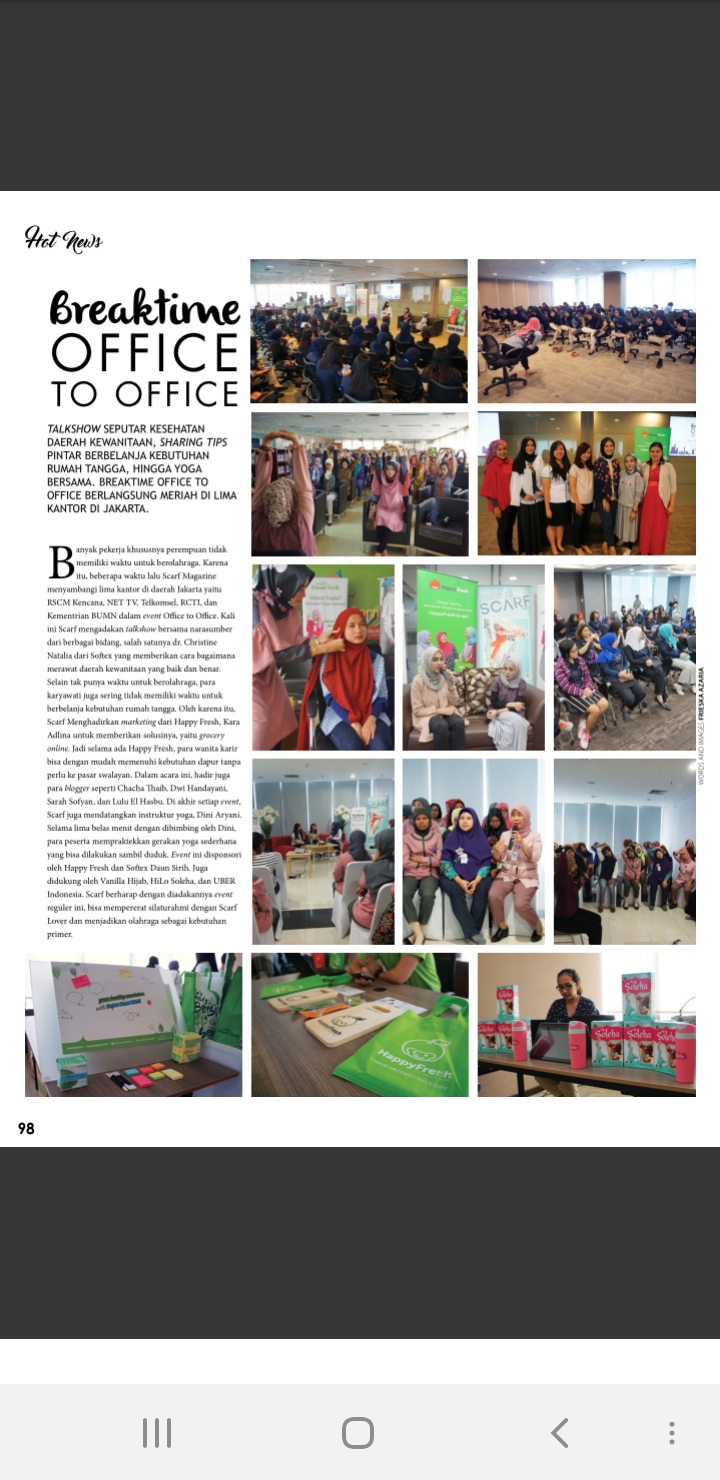 Hot News
Breaktime
OFFICE
TO OFFICE
TALKSHOW SEPUTAR KESEHATAN
DAERAH KEWANITAAN, SHARING TIPS
PINTAR BERBELANJA KEBUTUHAN
RUMAH TANGGA, HINGGA YOGA
BERSAMA. BREAKTIME OFFICE TO
OFFICE BERLANGSUNG MERIAH DI LIMA
KANTOR DI JAKARTA.
Banyak pekerja khususnya perempuan tidak
memiliki waktu untuk berolahraga. Karena
itu, beberapa waktu lalu Scarf Magazine
menyambangi lima kantor di daerah Jakarta yaitu
RSCM Kencana, NET TV, Telkomsel, RCTI, dan
Kementrian BUMN dalam event Office to Office. Kali
ini Scarf mengadakan talkshow bersama narasumber
dari berbagai bidang, salah satunya dr. Christine
Natalia dari Softex yang memberikan cara bagaimana
merawat daerah kewanitaan yang baik dan benar.
Selain tak punya waktu untuk berolahraga, para
karyawati juga sering tidak memiliki waktu untuk
berbelanja kebutuhan rumah tangga. Oleh karena itu,
Scarf Menghadirkan marketing dari Happy Fresh, Kara
Adlina untuk memberikan solusinya, yaitu grocery
online. Jadi selama ada Happy Fresh, para wanita karir
bisa dengan mudah memenuhi kebutuhan dapur tanpa
perlu ke pasar swalayan. Dalam acara ini, hadir juga
para blogger seperti Chacha Thaib, Dwi Handayani,
Sarah Sofyan, dan Lulu El Hasbu. Di akhir setiap event,
Scarf juga mendatangkan instruktur yoga, Dini Aryani.
Selama lima belas menit dengan dibimbing oleh Dini,
para peserta mempraktekkan gerakan yoga sederhana
yang bisa dilakukan sambil duduk. Event ini disponsori
oleh Happy Fresh dan Softex Daun Sirih. Juga
didukung oleh Vanilla Hijab, HiLo Soleha, dan UBER
Indonesia. Scarf berharap dengan diadakannya event
reguler ini, bisa mempererat silaturahmi dengan Scarf
Lover dan menjadikan olahraga sebagai kebutuhan
primer.
WORDS AND IMAGES FRIESKA AZARIA
HappyFresh
SCARF
SCARF
HappyFresh
Soleha
Soleha
Soleha
Soleha
98